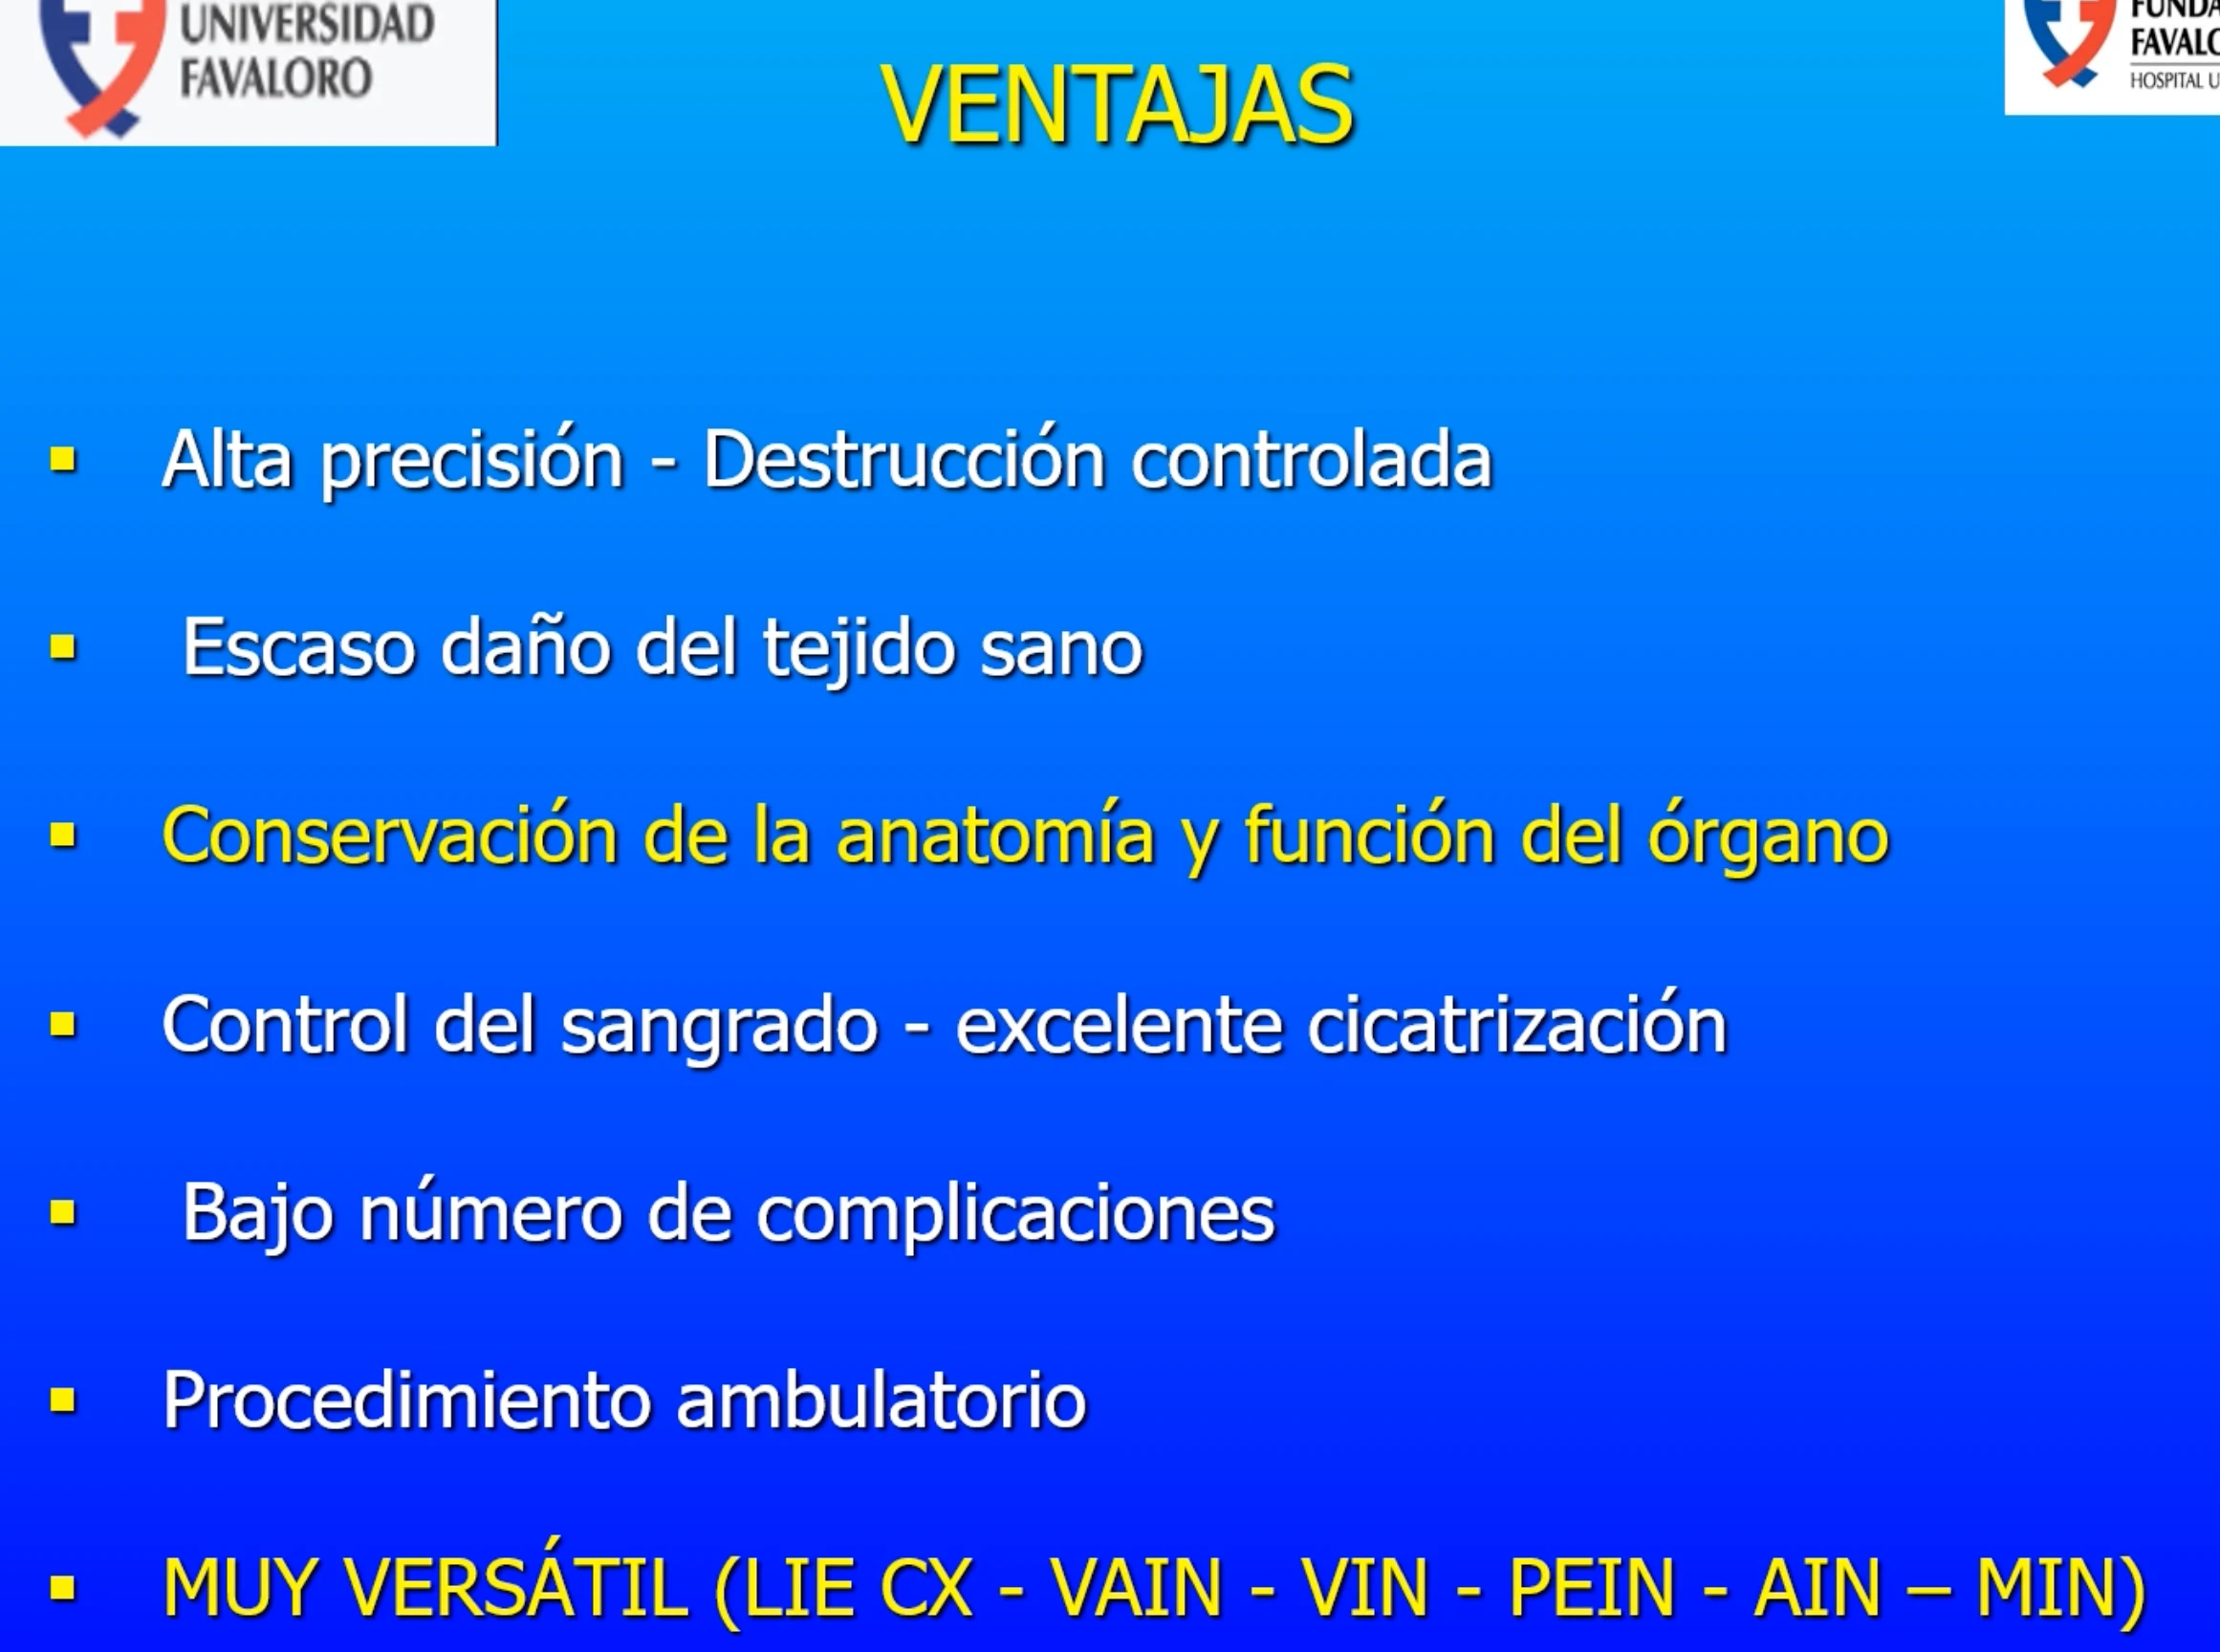 UNIVERSIDAD
FAVALORO
VENTAJAS
HOSPITAL
▪ Alta precisión - Destrucción controlada
▪ Escaso daño del tejido sano
▪ Conservación de la anatomía y función del órgano
▪ Control del sangrado - excelente cicatrización
▪ Bajo número de complicaciones
▪ Procedimiento ambulatorio
▪ MUY VERSÁTIL (LIE CX - VAIN - VIN - PEIN - AIN – MIN)